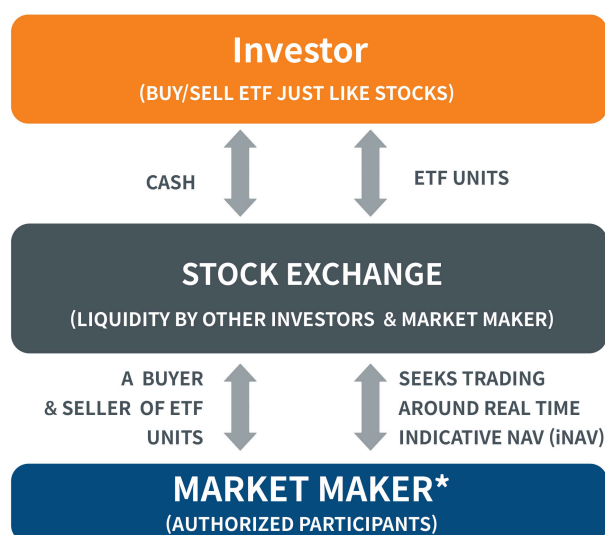 Investor
(BUY/SELL ETF JUST LIKE STOCKS)
CASH
ETF UNITS
STOCK EXCHANGE
(LIQUIDITY BY OTHER INVESTORS & MARKET MAKER)
A BUYER
& SELLER OF ETF
UNITS
SEEKS TRADING
AROUND REAL TIME
INDICATIVE NAV (iNAV)
MARKET MAKER*
(AUTHORIZED PARTICIPANTS)